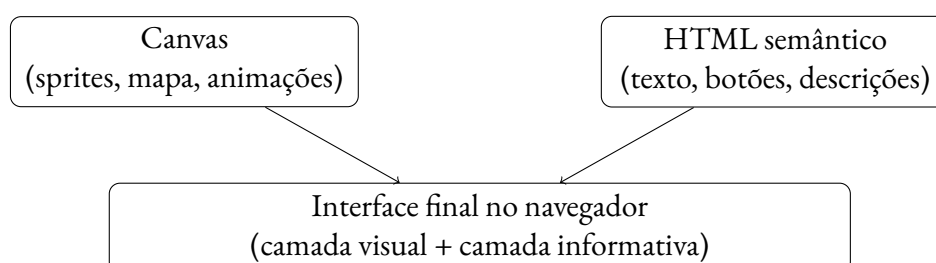 Canvas
(sprites, mapa, animações)
HTML semântico
(texto, botões, descrições)
Interface final no navegador
(camada visual + camada informativa)